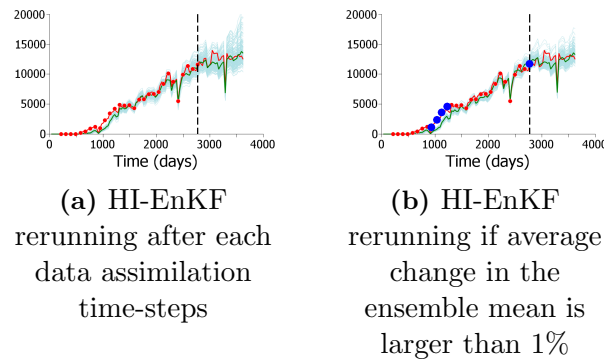 20000
15000
10000
5000
0
0 1000 2000 3000 4000
Time (days)
20000
15000
10000
5000
0
0 1000 2000 3000 4000
Time (days)
(a) HI-EnKF
rerunning after each
data assimilation
time-steps
(b) HI-EnKF
rerunning if average
change in the
ensemble mean is
larger than 1%